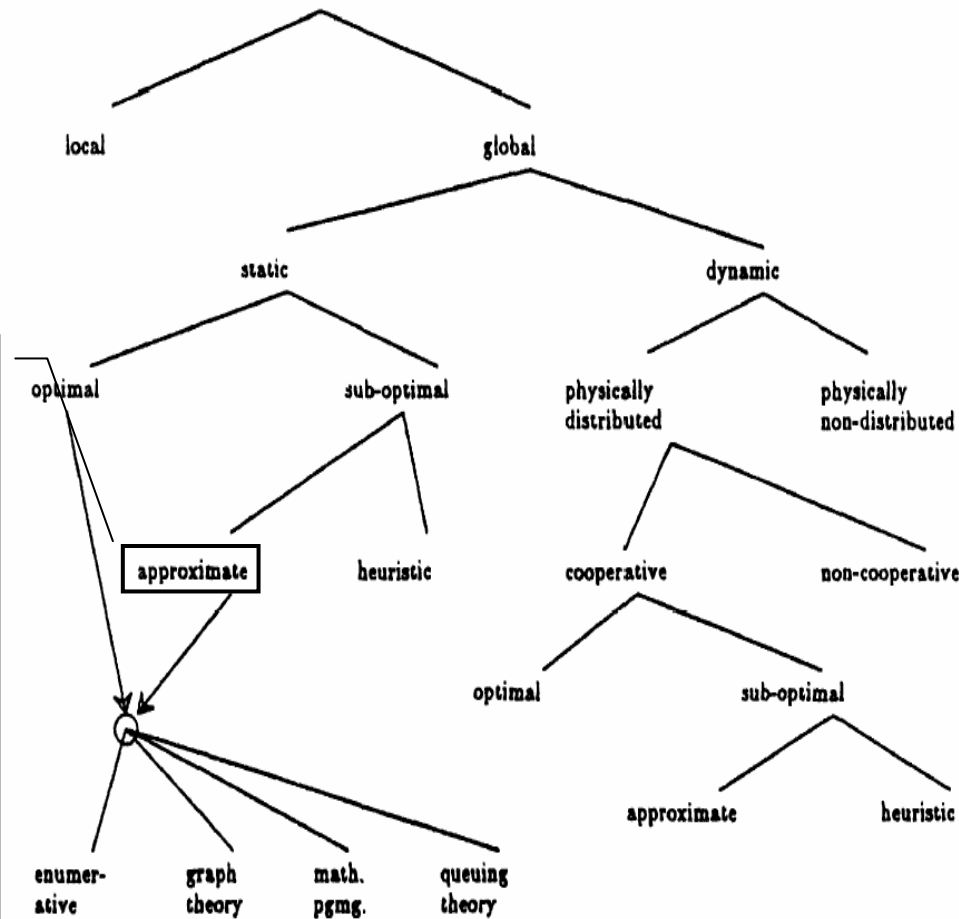 local
global
static
dynamic
optimal
sub-optimal
physically
distributed
physically
non-distributed
approximate
heuristic
cooperative
non-cooperative
optimal
sub-optimal
approximate
heuristic
enumer-
ative
graph
theory
math.
pgmg.
queuing
theory